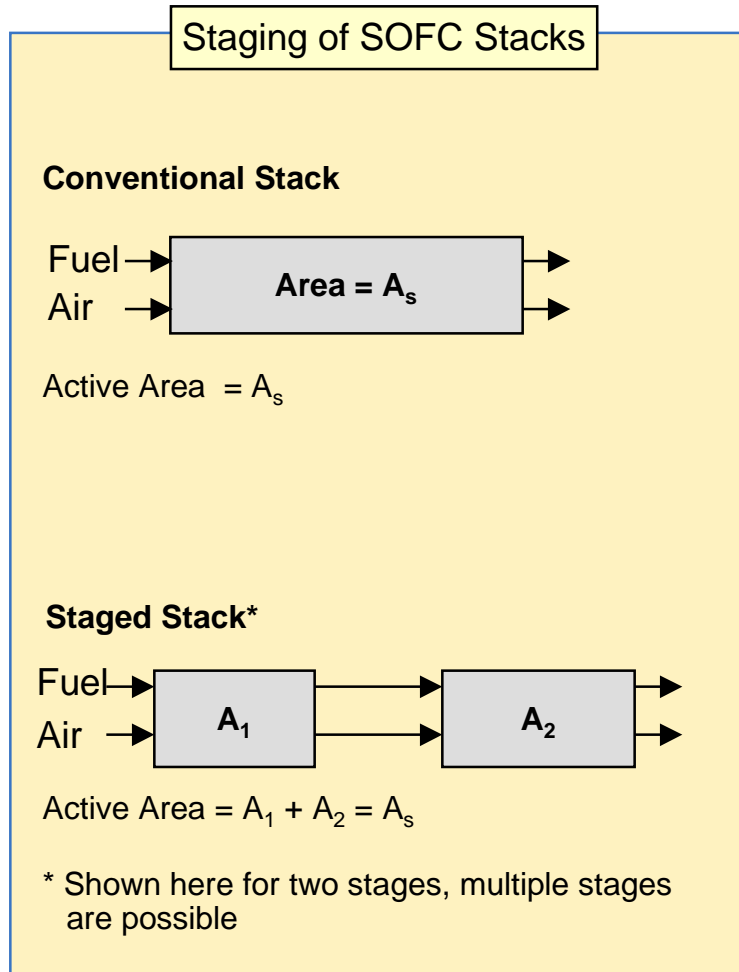 Staging of SOFC Stacks
Conventional Stack
Fuel
Air
Area = Aₛ
Active Area = Aₛ
Staged Stack*
Fuel
Air
A₁
A₂
Active Area = A₁ + A₂ = Aₛ
* Shown here for two stages, multiple stages
are possible